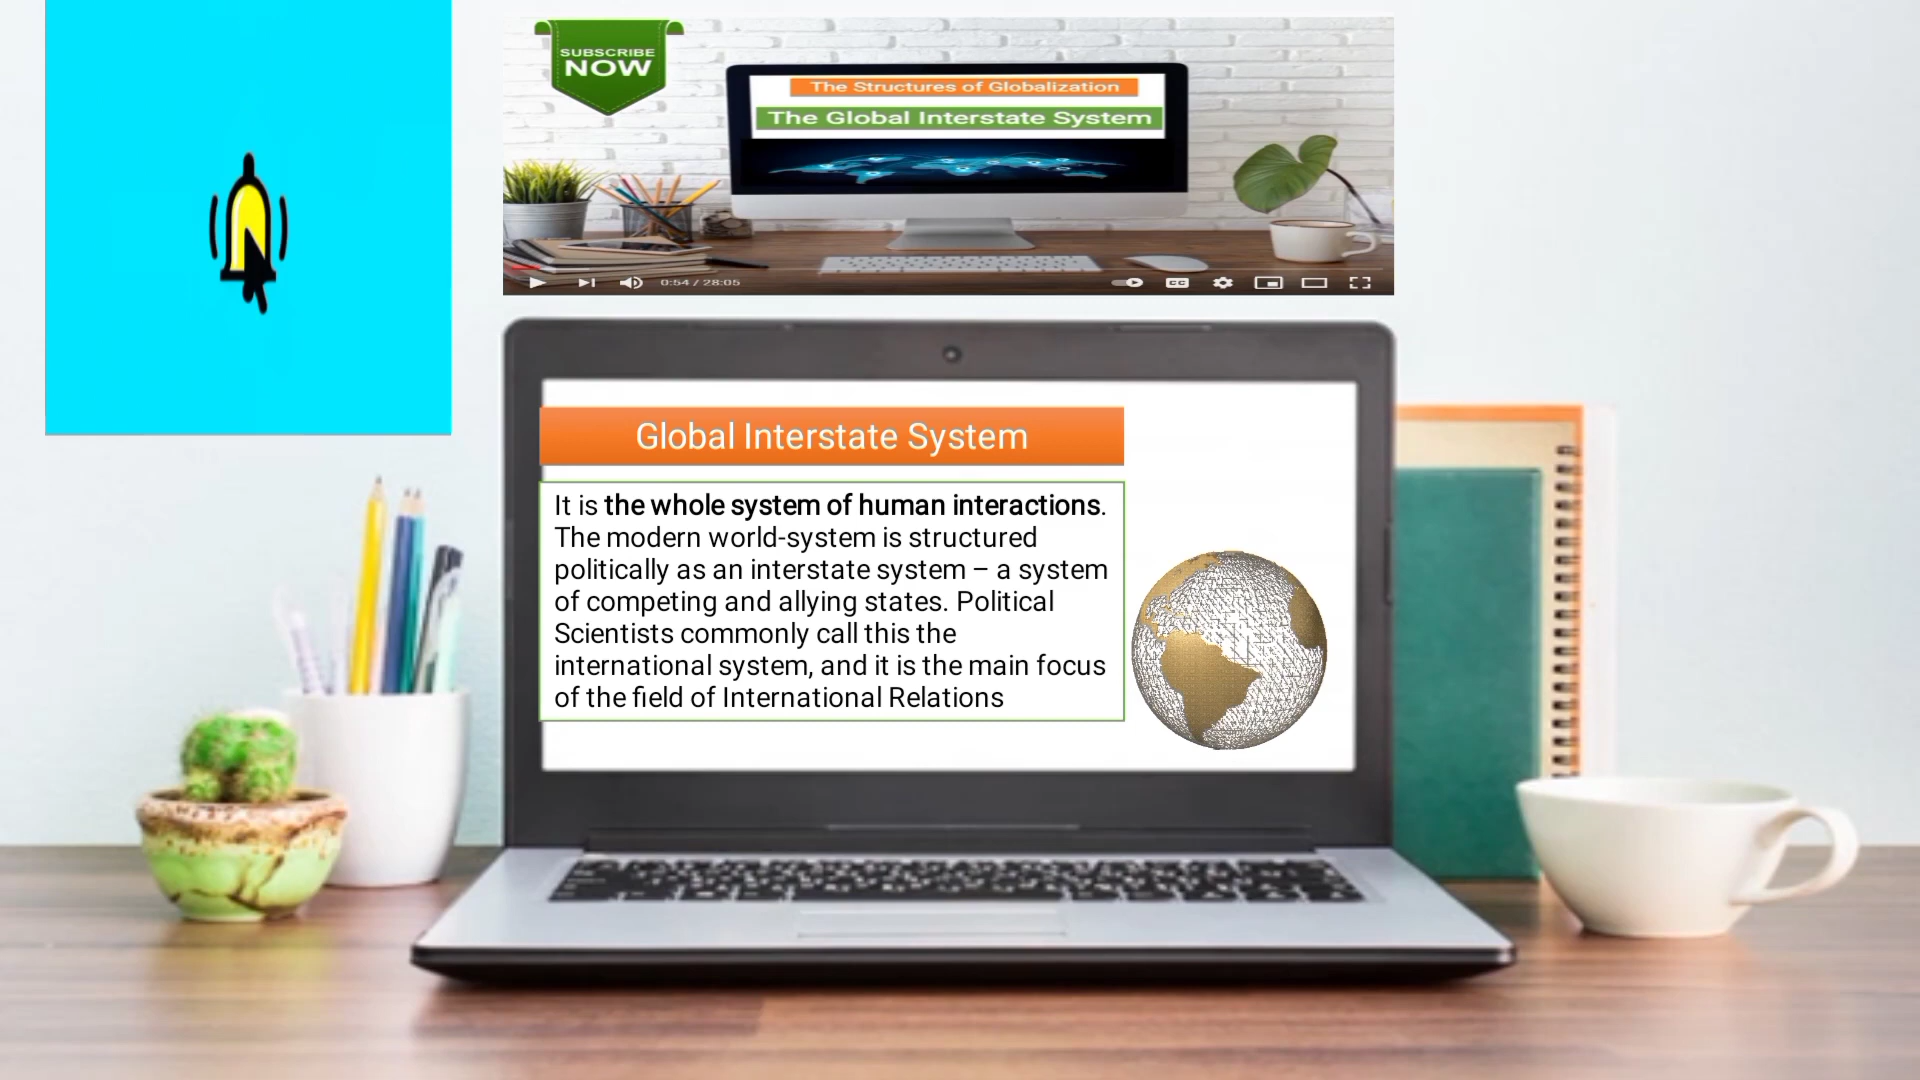 SUBSCRIBE
NOW
The Structures of Globalization
The Global Interstate System
0:54 / 28:05
CC
Global Interstate System
It is the whole system of human interactions.
The modern world-system is structured
politically as an interstate system – a system
of competing and allying states. Political
Scientists commonly call this the
international system, and it is the main focus
of the field of International Relations